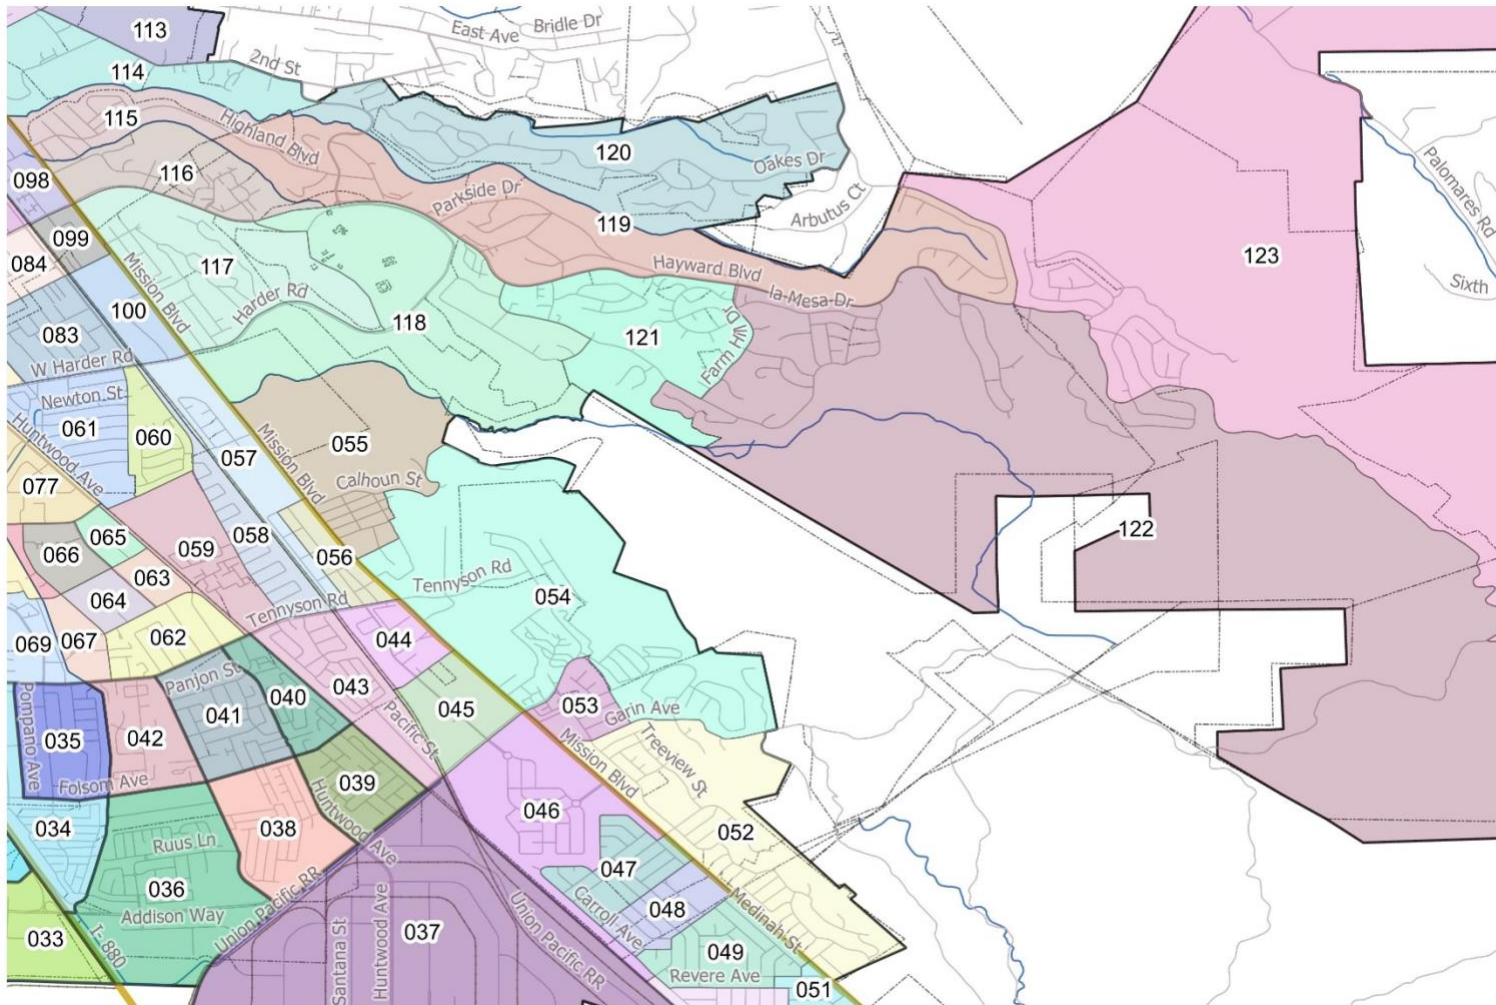 113
East Ave
Bridle Dr
2nd St
114
115
Highland Blvd
120
Oakes Dr
Palomares Rd
116
098
Parkside Dr
Arbutus Ct
119
099
084
Mission Blvd
117
Hayward Blvd
123
Sixth
100
Harder Rd
la-Mesa-Dr
083
118
121
Farm Hill Dr
W Harder Rd
Newton St
061
060
055
Huntwood Ave
057
Mission Blvd
Calhoun St
077
065
058
122
066
059
056
063
Tennyson Rd
064
Tennyson Rd
054
069
067
062
044
Panjon St
043
040
045
053
Garin Ave
Pompano Ave
035
042
041
Pacific St
Mission Blvd
Treeview St
Folsom Ave
039
Huntwood Ave
046
034
038
052
Ruus Ln
047
036
Union Pacific RR
Carroll Ave
048
Medinah St
Addison Way
033
I-880
Santana St
Huntwood Ave
037
Union Pacific RR
049
Revere Ave
051